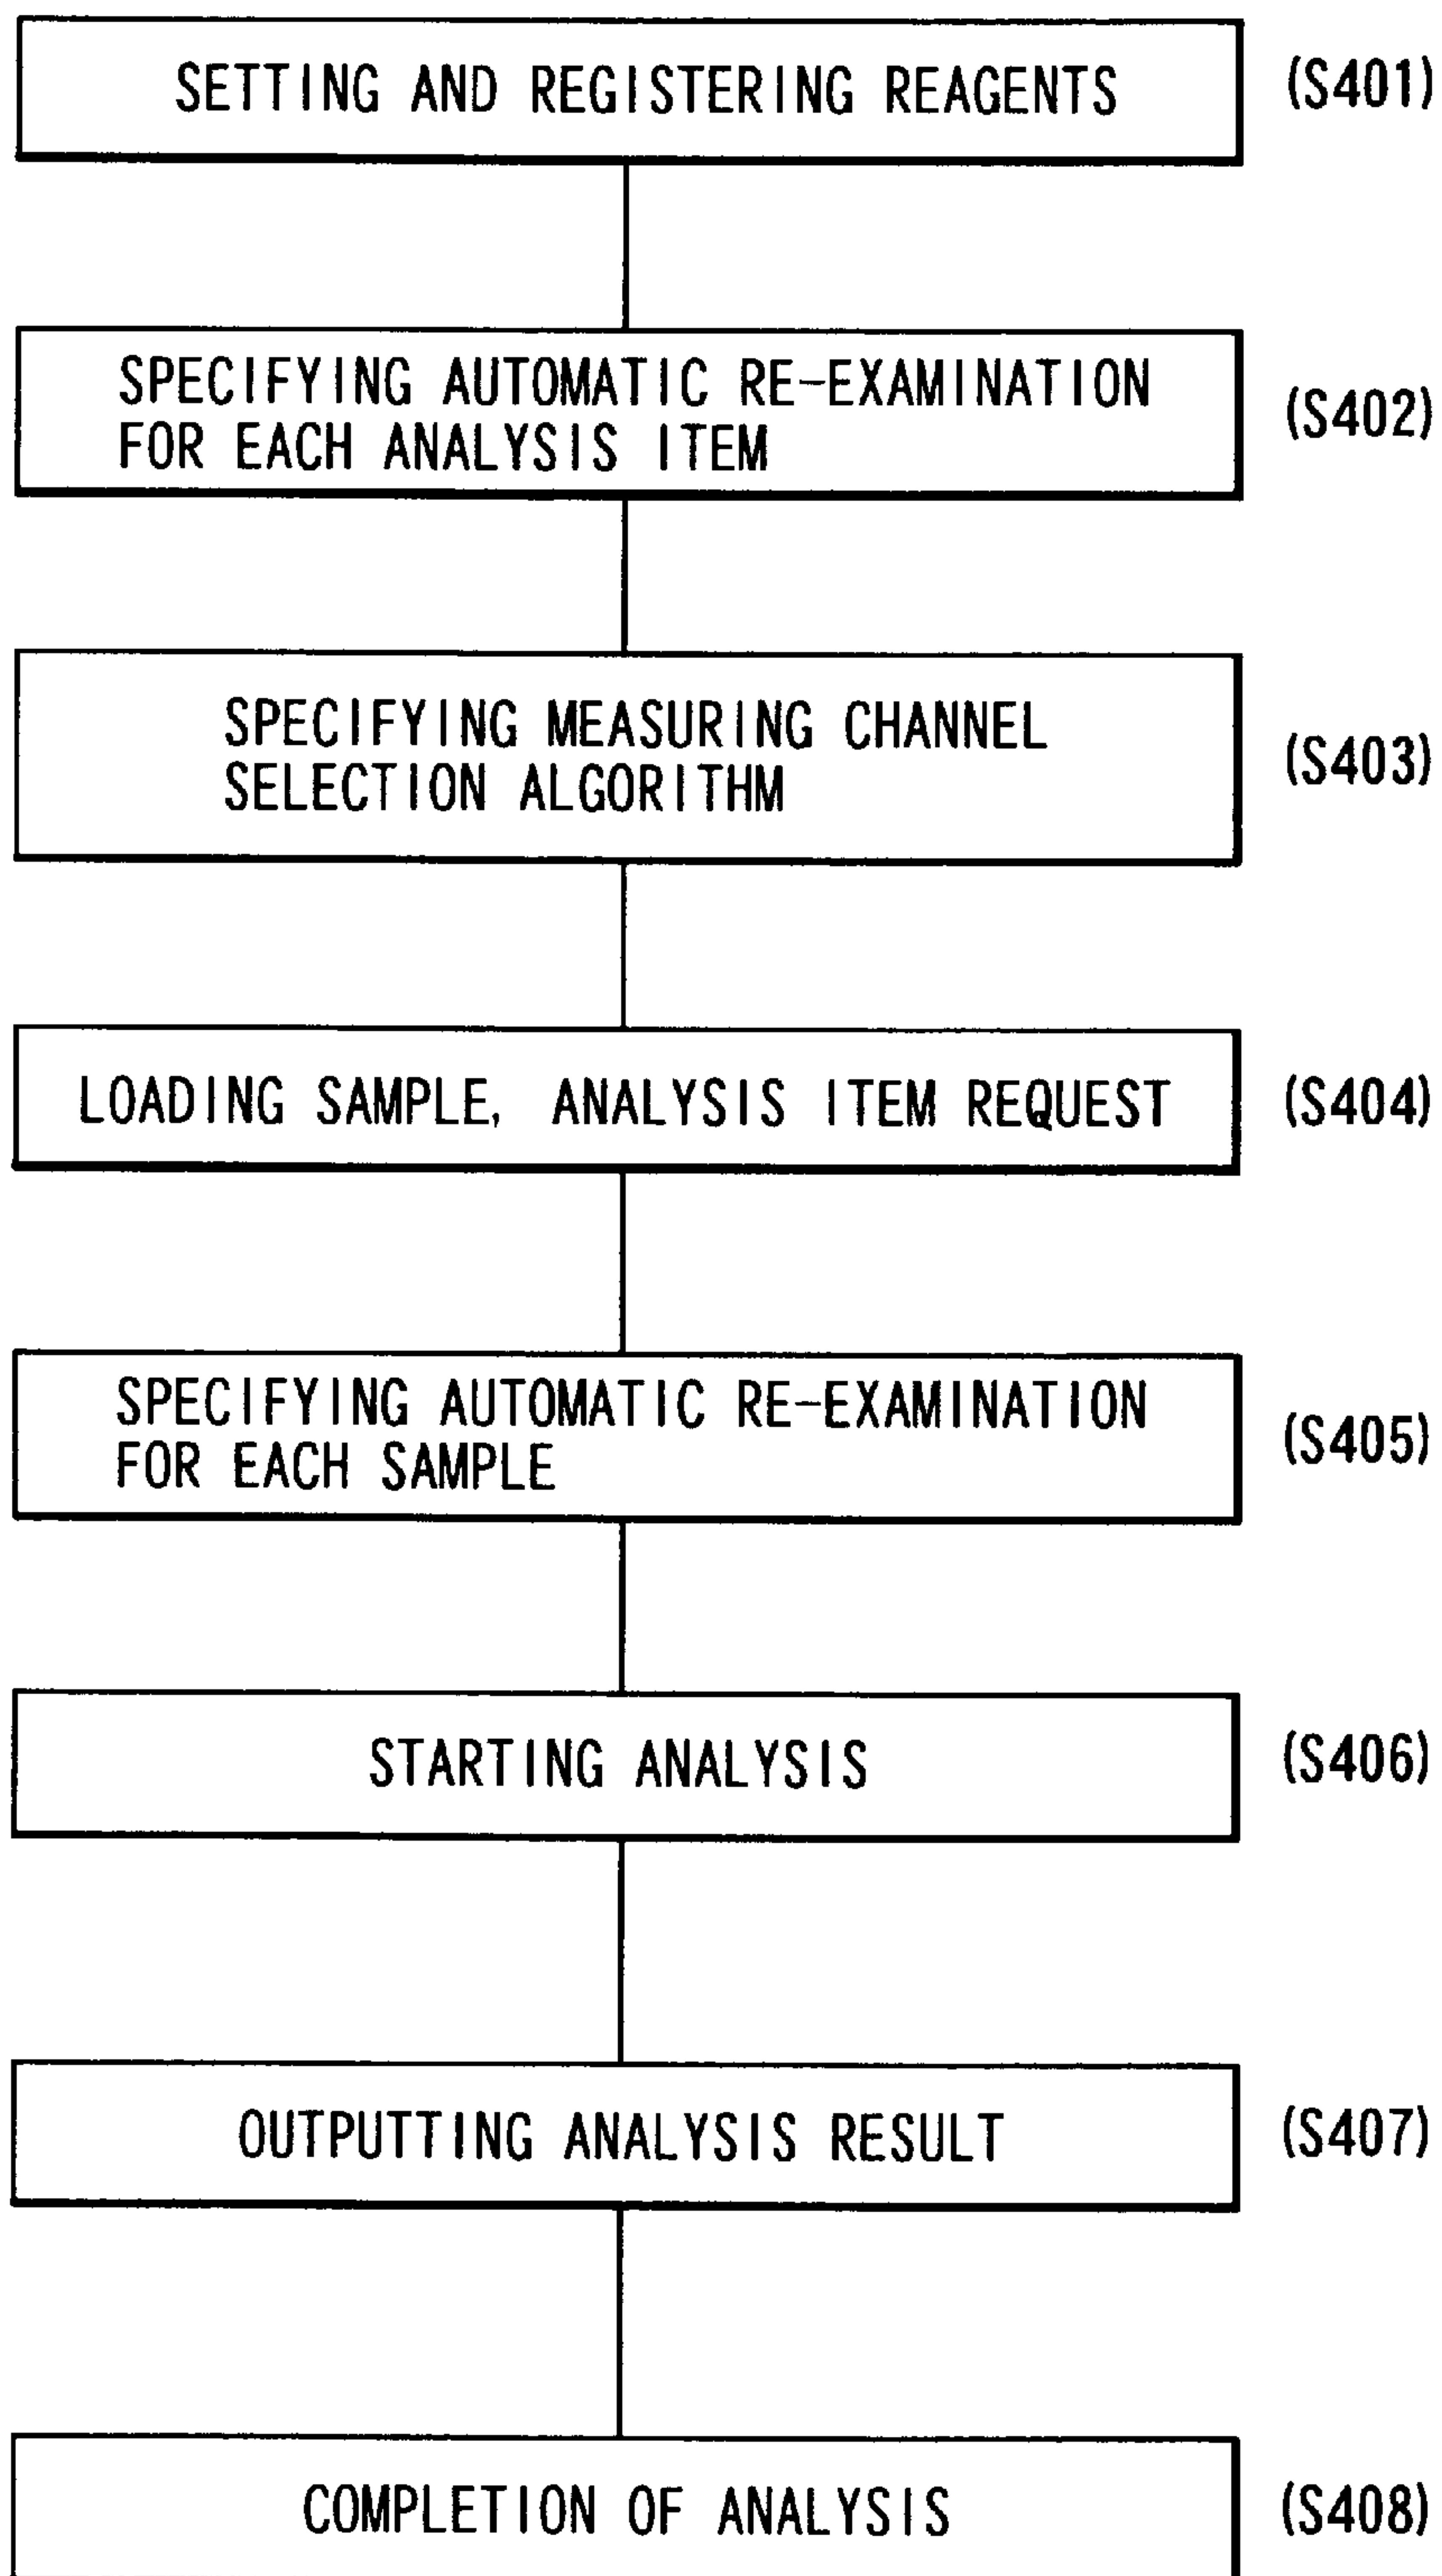 SETTING AND REGISTERING REAGENTS (S401)
SPECIFYING AUTOMATIC RE-EXAMINATION
FOR EACH ANALYSIS ITEM
(S402)
SPECIFYING MEASURING CHANNEL
SELECTION ALGORITHM
(S403)
LOADING SAMPLE, ANALYSIS ITEM REQUEST (S404)
SPECIFYING AUTOMATIC RE-EXAMINATION
FOR EACH SAMPLE
(S405)
STARTING ANALYSIS (S406)
OUTPUTTING ANALYSIS RESULT (S407)
COMPLETION OF ANALYSIS (S408)